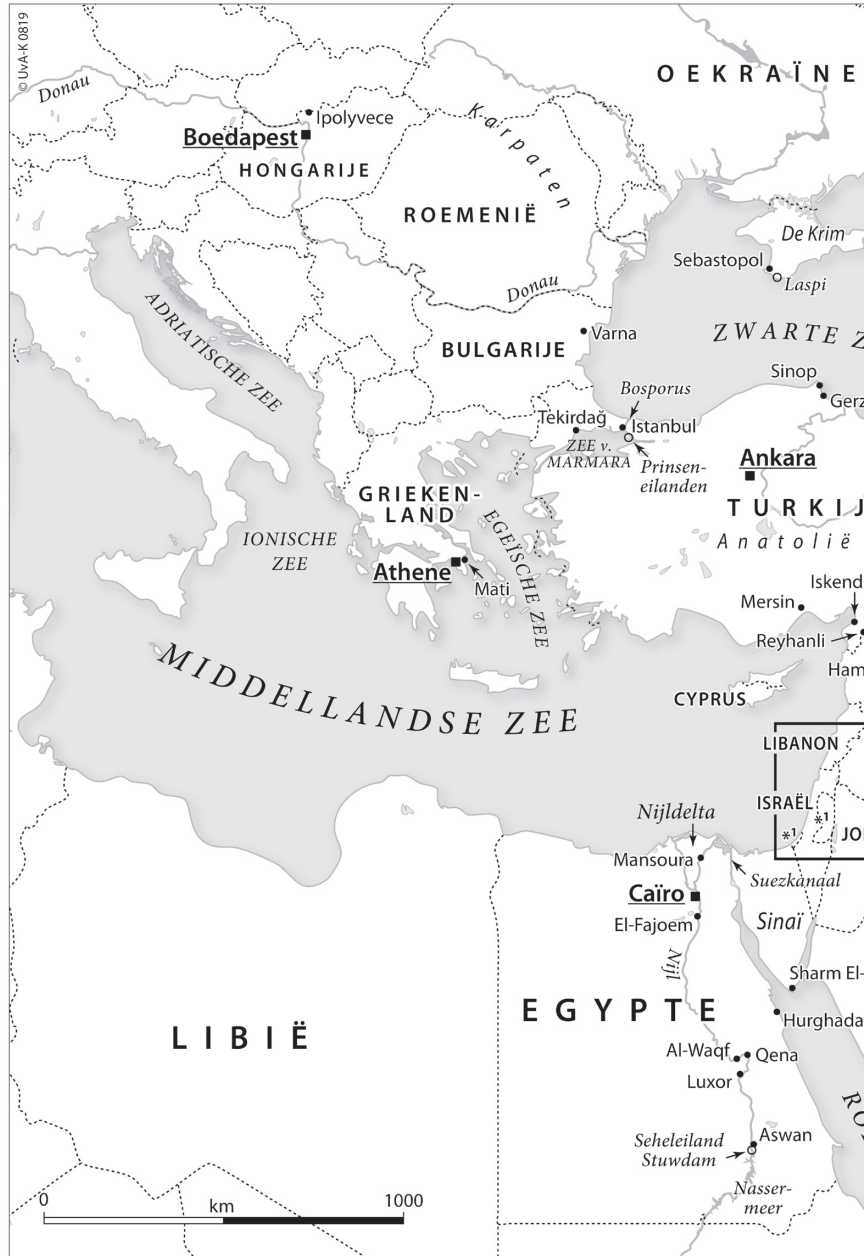 © UvA-K 0819
OEKRAÏNE
Donau
Ipolyvece
Karpaten
Boedapest
HONGARIJE
ROEMENIË
De Krim
Sebastopol
Laspi
Donau
ADRIATISCHE ZEE
ZWARTE Z
Varna
BULGARIJE
Sinop
Gerz
Bosporus
Tekirdağ
Istanbul
ZEE v.
MARMARA
Prinsen-
eilanden
Ankara
GRIEKEN-
LAND
TURKIJ
Anatolië
EGEÏSCHE ZEE
IONISCHE
ZEE
Athene
Mati
Iskend
Mersin
Reyhanli
Ham
MIDDELLANDSE ZEE
CYPRUS
LIBANON
ISRAËL
*1
*1
JO
Nijldelta
Mansoura
Suezkanaal
Caïro
El-Fajoem
Sinaï
Nijl
Sharm El-
EGYPTE
Hurghada
LIBIË
Al-Waqf
Qena
Luxor
RO
Aswan
Seheleiland
Stuwdam
Nasser-
meer
0
km
1000